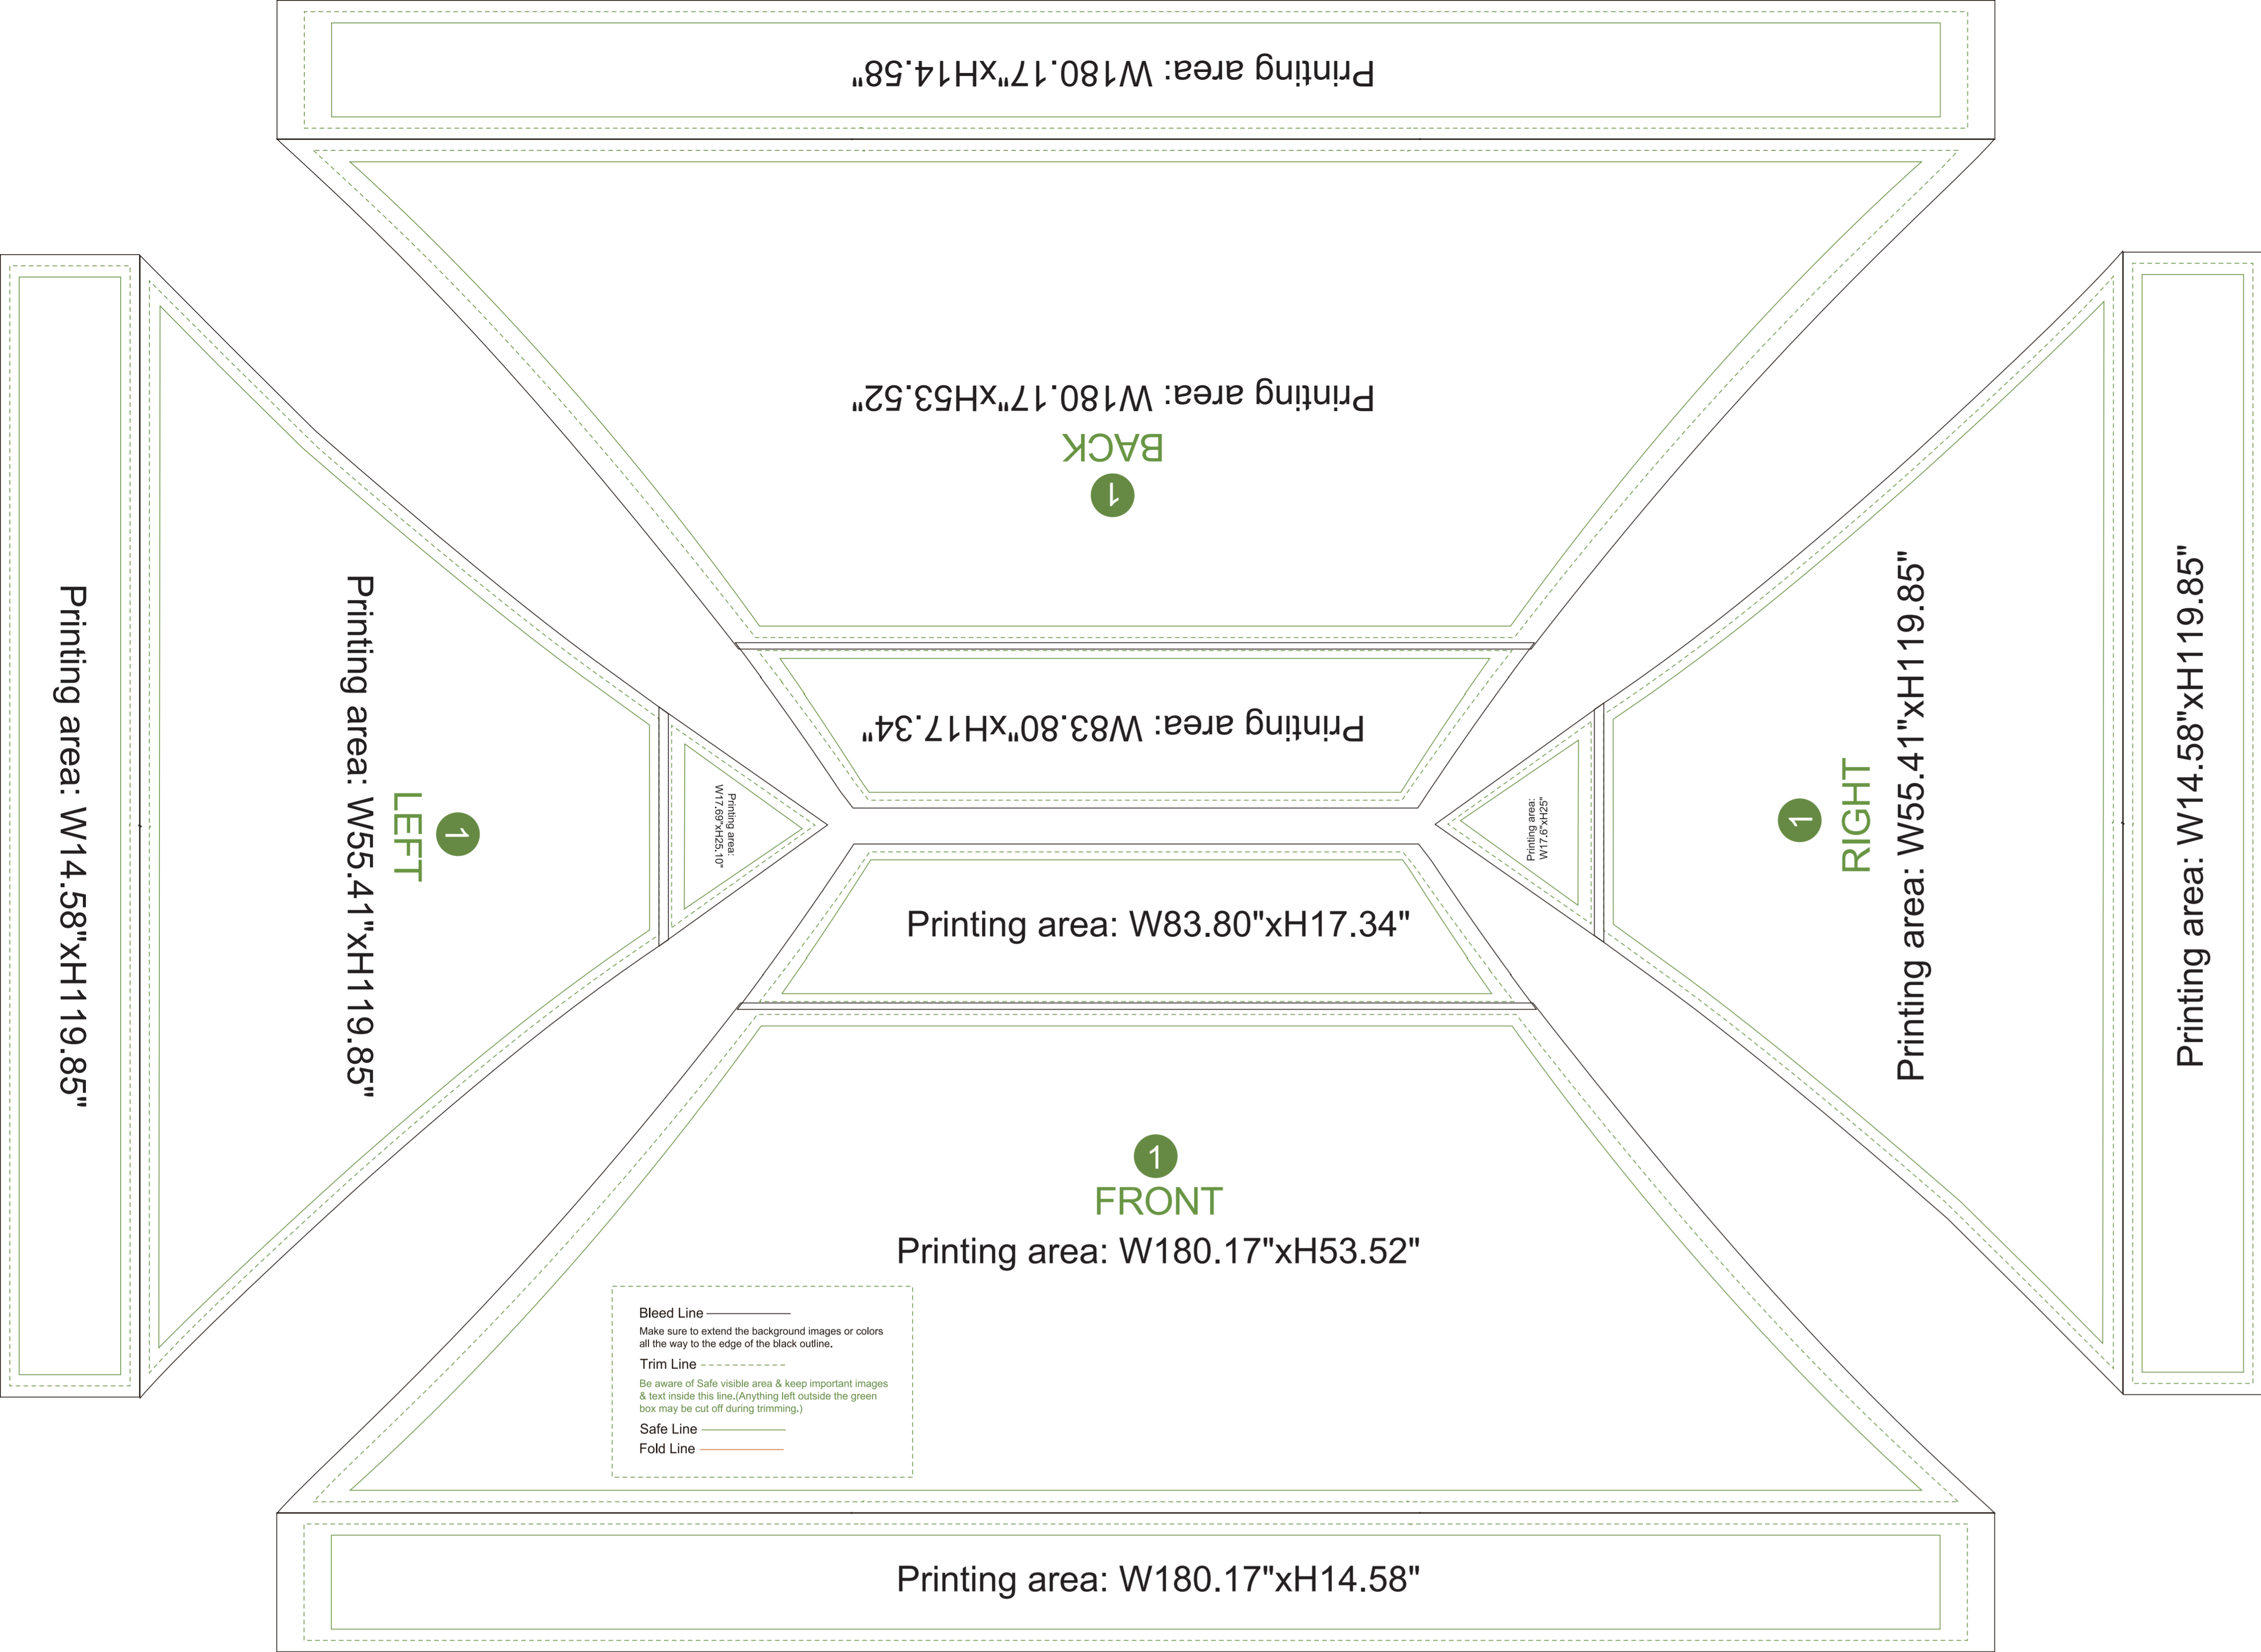 Printing area: W180.17"xH14.58"
Printing area: W180.17"xH53.52"
BACK
1
Printing area: W83.80"xH17.34"
Printing area: W14.58"xH119.85"
Printing area: W55.41"xH119.85"
LEFT
1
Printing area:
W17.69"xH25.10"
Printing area:
W17.6"xH25"
1
RIGHT
Printing area: W55.41"xH119.85"
Printing area: W14.58"xH119.85"
Printing area: W83.80"xH17.34"
1
FRONT
Printing area: W180.17"xH53.52"
Bleed Line
Make sure to extend the background images or colors
all the way to the edge of the black outline.
Trim Line
Be aware of Safe visible area & keep important images
& text inside this line.(Anything left outside the green
box may be cut off during trimming.)
Safe Line
Fold Line
Printing area: W180.17"xH14.58"